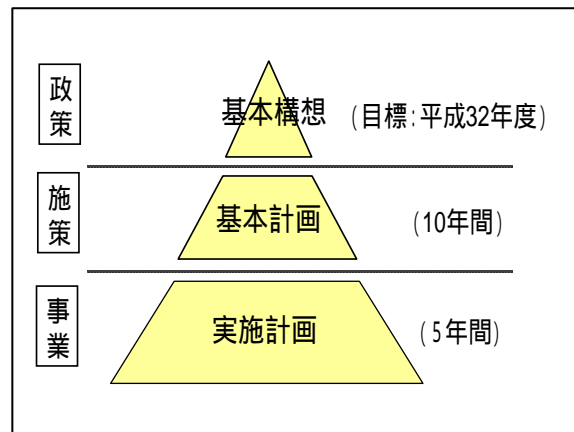 政策
基本構想
(目標:平成32年度)
施策
基本計画
(10年間)
事業
実施計画
(5年間)